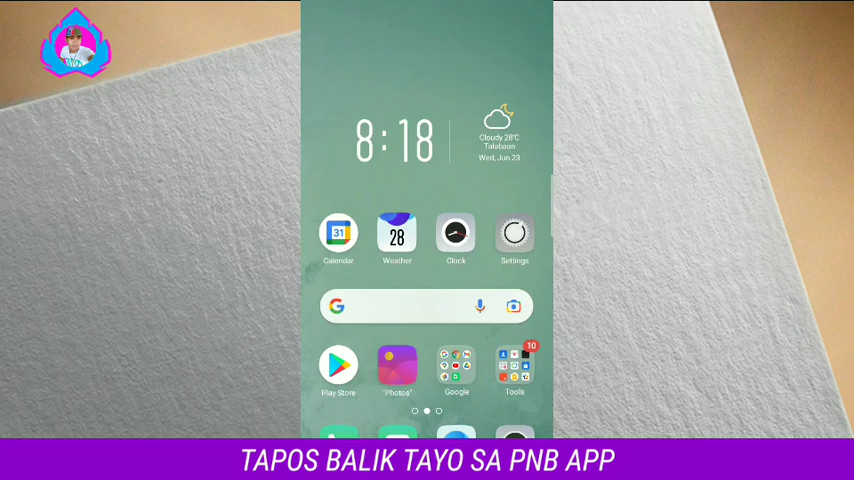 8:18
Cloudy 28°C
Talabaan
Wed, Jun 23
31
28
Calendar
Weather
Clock
Settings
10
Play Store
"Photos"
Google
Tools
TAPOS BALIK TAYO SA PNB APP